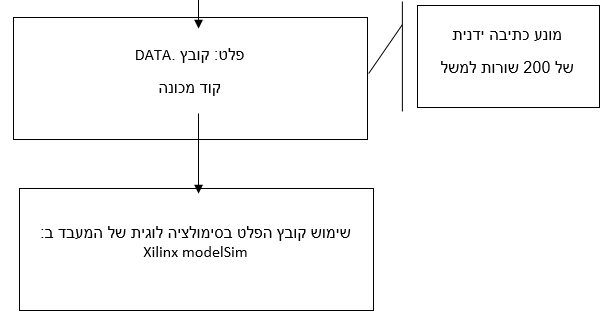 פלט: קובץ .DATA
קוד מכונה
מונע כתיבה ידנית
של 200 שורות למשל
שימוש קובץ הפלט בסימולציה לוגית של המעבד ב:
Xilinx modelSim